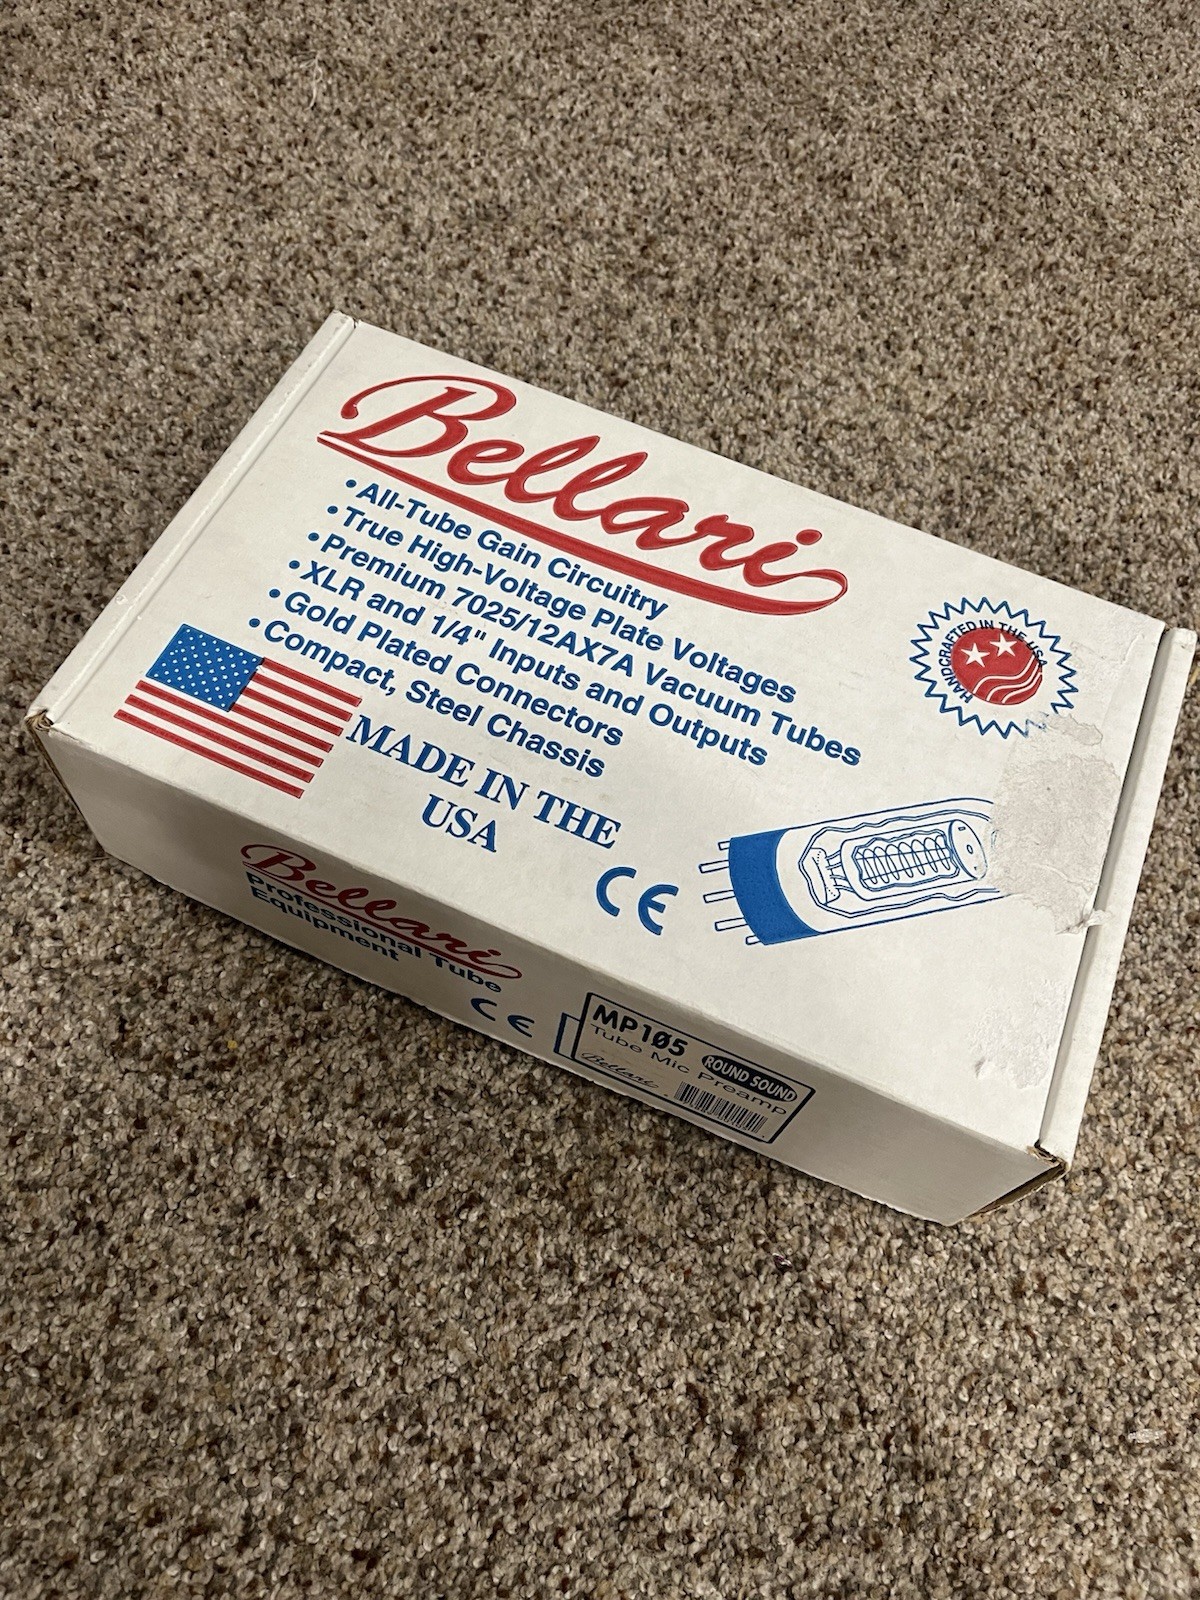 Bellari
•All-Tube Gain Circuitry
•True High-Voltage Plate Voltages
•Premium 7025/12AX7A Vacuum Tubes
•XLR and 1/4" Inputs and Outputs
•Gold Plated Connectors
•Compact, Steel Chassis
MADE IN THE
USA
CE
HANDCRAFTED IN THE USA
Bellari
Professional Tube
Equipment
CE
MP1ø5
ROUND SOUND
Tube Mic Preamp
Bellari